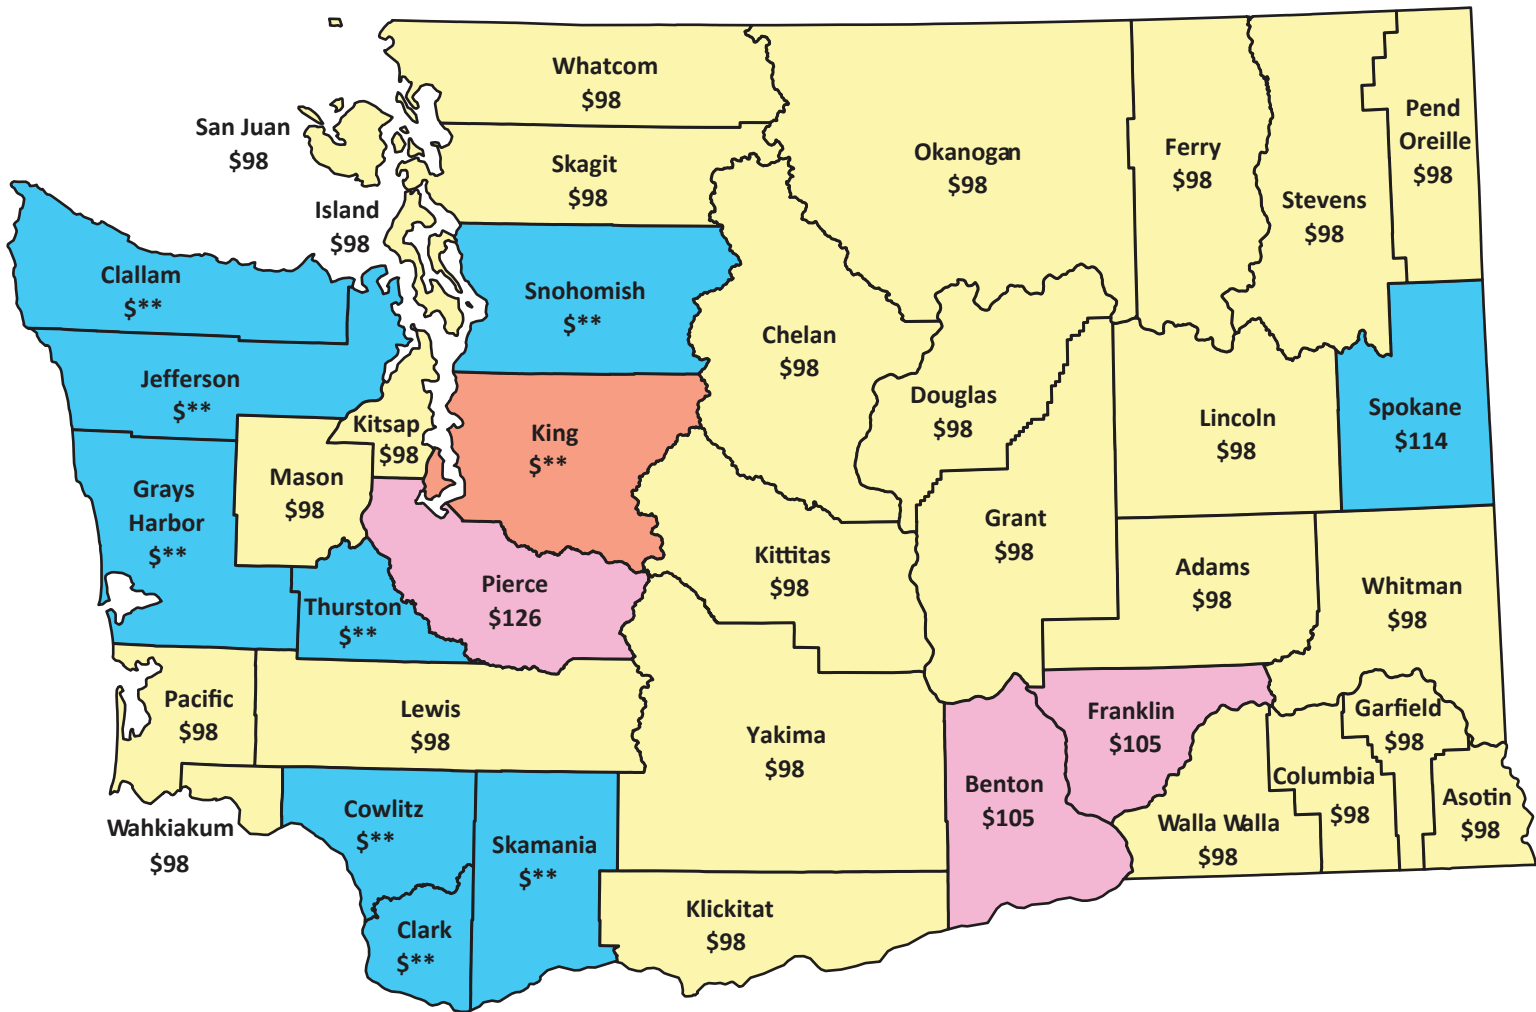 Whatcom
$98
San Juan
$98
Skagit
$98
Island
$98
Okanogan
$98
Ferry
$98
Stevens
$98
Pend
Oreille
$98
Clallam
$**
Snohomish
$**
Jefferson
$**
Chelan
$98
Douglas
$98
Lincoln
$98
Spokane
$114
Kitsap
$98
King
$**
Mason
$98
Grays
Harbor
$**
Grant
$98
Kittitas
$98
Adams
$98
Whitman
$98
Thurston
$**
Pierce
$126
Pacific
$98
Lewis
$98
Yakima
$98
Franklin
$105
Garfield
$98
Benton
$105
Columbia
$98
Asotin
$98
Wahkiakum
$98
Cowlitz
$**
Skamania
$**
Walla Walla
$98
Klickitat
$98
Clark
$**